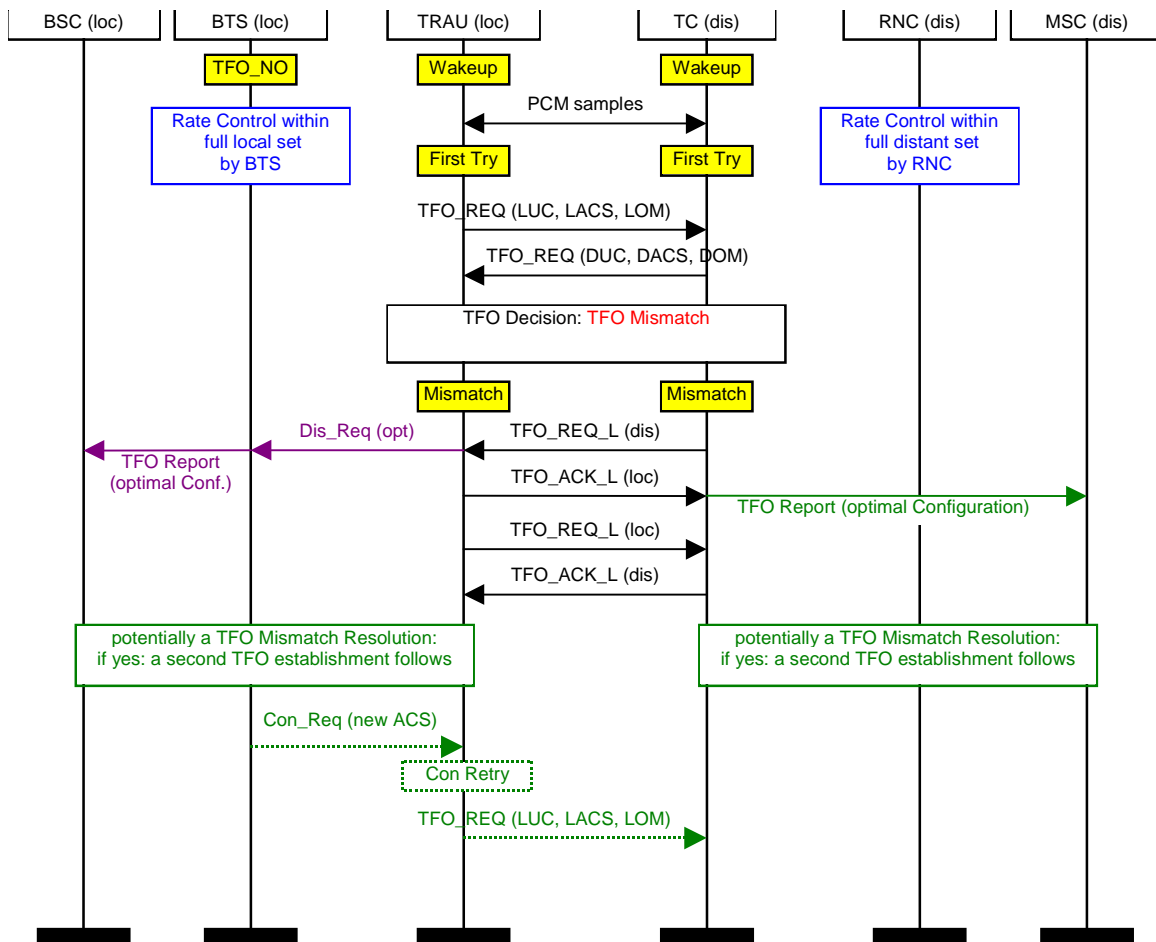 BSC (loc)
BTS (loc)
TRAU (loc)
TC (dis)
RNC (dis)
MSC (dis)
TFO_NO
Wakeup
Wakeup
PCM samples
Rate Control within
full local set
by BTS
Rate Control within
full distant set
by RNC
First Try
First Try
TFO_REQ (LUC, LACS, LOM)
TFO_REQ (DUC, DACS, DOM)
TFO Decision: TFO Mismatch
Mismatch
Mismatch
Dis_Req (opt)
TFO_REQ_L (dis)
TFO Report
(optimal Conf.)
TFO_ACK_L (loc)
TFO Report (optimal Configuration)
TFO_REQ_L (loc)
TFO_ACK_L (dis)
potentially a TFO Mismatch Resolution:
if yes: a second TFO establishment follows
potentially a TFO Mismatch Resolution:
if yes: a second TFO establishment follows
Con_Req (new ACS)
Con Retry
TFO_REQ (LUC, LACS, LOM)